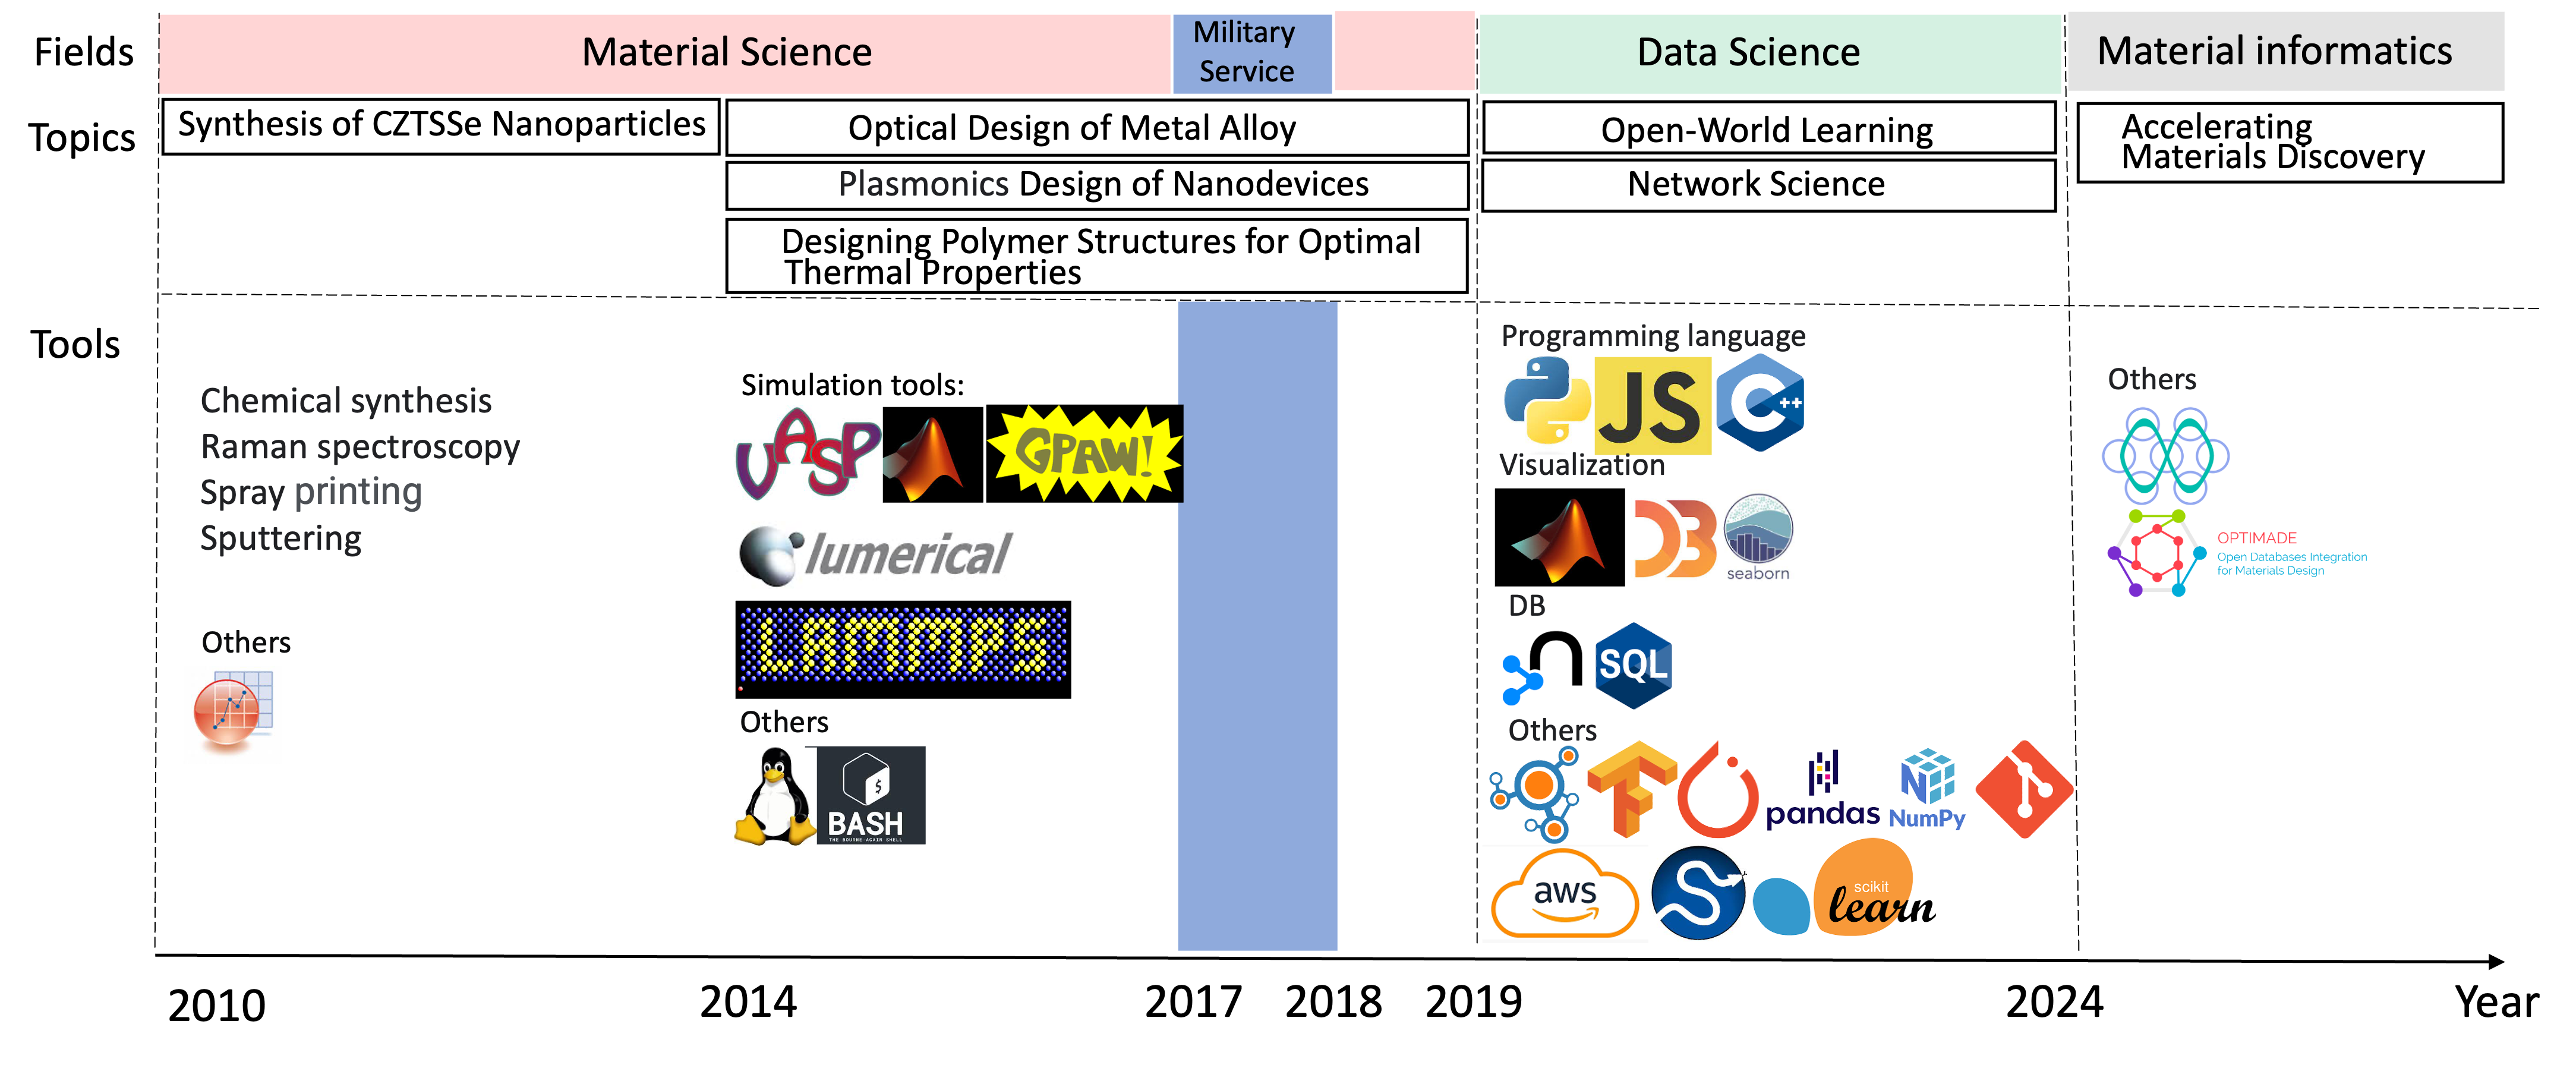 Fields
Material Science
Military
Service
Data Science
Material informatics
Topics
Synthesis of CZTSSe Nanoparticles
Optical Design of Metal Alloy
Plasmonics Design of Nanodevices
Designing Polymer Structures for Optimal
Thermal Properties
Open-World Learning
Network Science
Accelerating
Materials Discovery
Tools
Chemical synthesis
Raman spectroscopy
Spray printing
Sputtering
Others
Simulation tools:
VASP
GPAW!
lumerical
LAMMPS
Others
$
BASH
THE BOURNE-AGAIN SHELL
Programming language
JS
C++
Visualization
D3
seaborn
DB
n
SQL
Others
pandas
NumPy
aws
scikit
learn
Others
OPTIMADE
Open Databases Integration
for Materials Design
2010
2014
2017
2018
2019
2024
Year